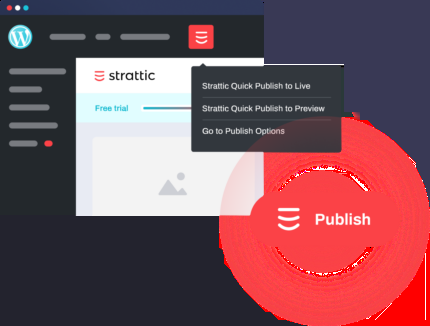 strattic
Strattic Quick Publish to Live
Free trial
Strattic Quick Publish to Preview
Go to Publish Options
Publish